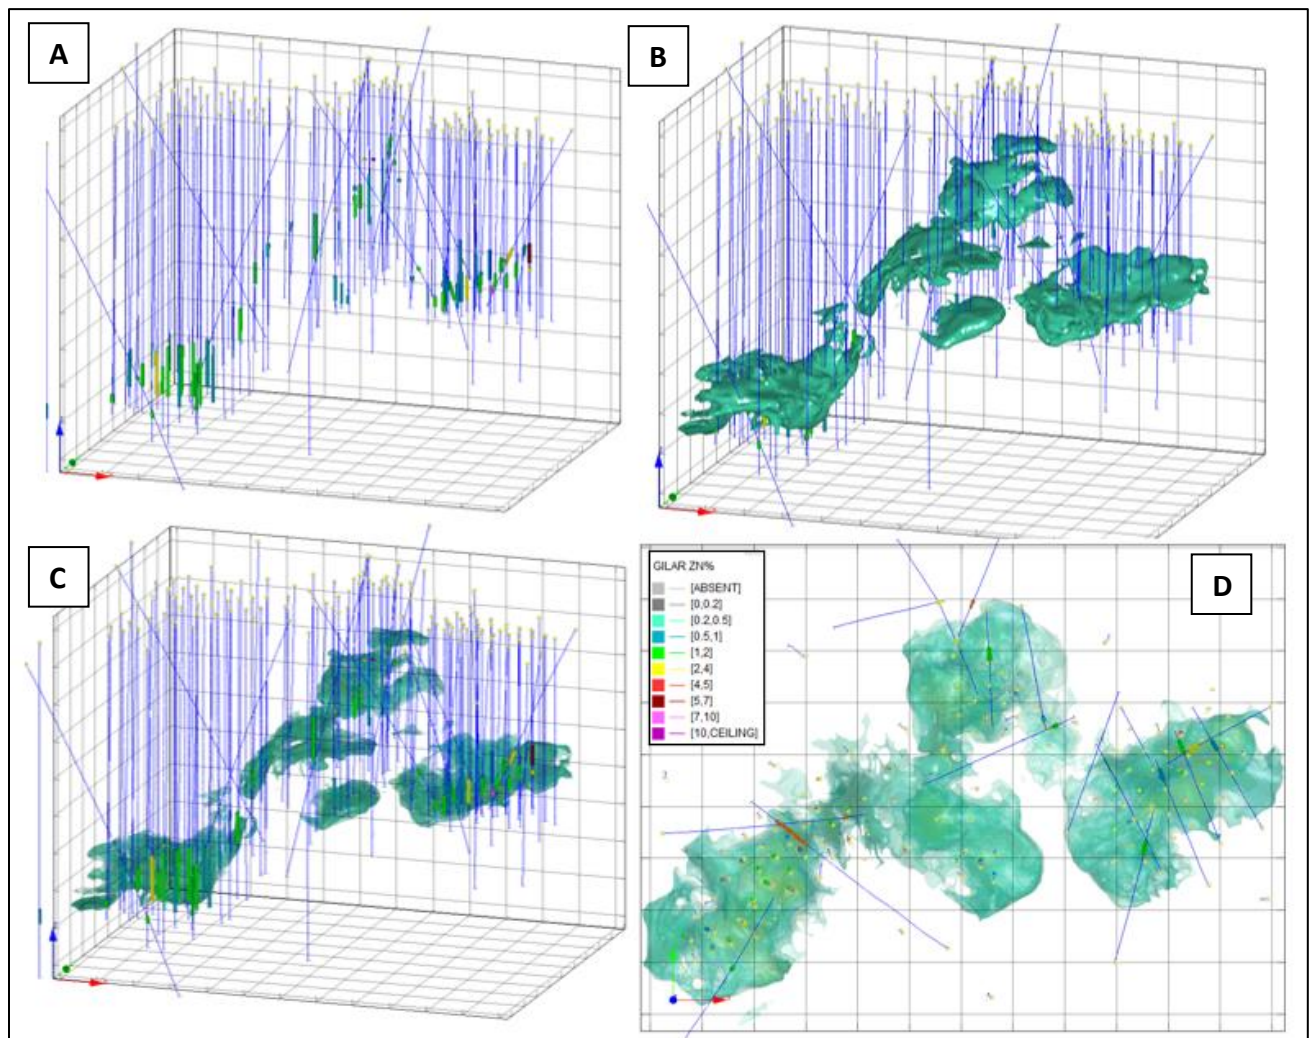 A
B
C
D
GILAR ZN%
[ABSENT]
[0,0.2]
[0.2,0.5]
[0.5,1]
[1,2]
[2,4]
[4,5]
[5,7]
[7,10]
[10,CEILING]